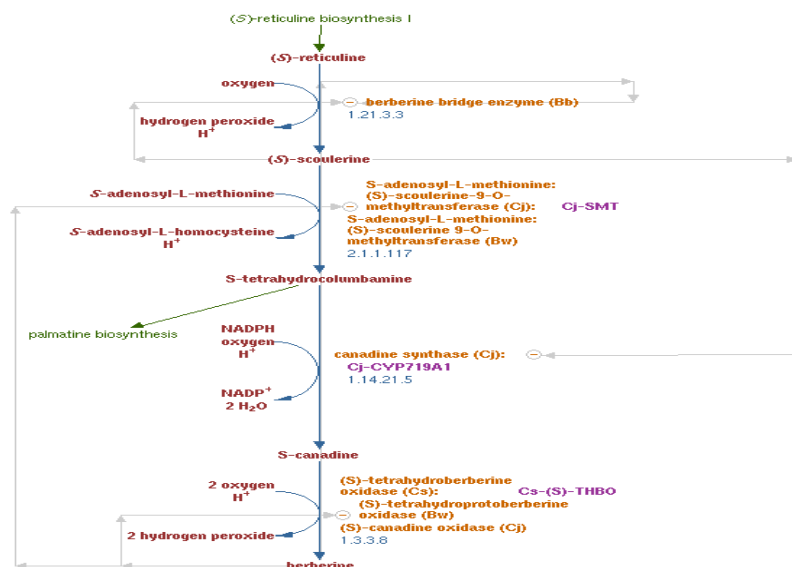 (S)-reticuline biosynthesis I
(S)-reticuline
oxygen
berberine bridge enzyme (Bb)
1.21.3.3
hydrogen peroxide
H+
(S)-scoulerine
S-adenosyl-L-methionine
S-adenosyl-L-methionine:
(S)-scoulerine-9-O-
methyltransferase (Cj): Cj-SMT
S-adenosyl-L-methionine:
(S)-scoulerine 9-O-
methyltransferase (Bw)
2.1.1.117
S-adenosyl-L-homocysteine
H+
S-tetrahydrocolumbamine
palmatine biosynthesis
NADPH
oxygen
H+
canadine synthase (Cj):
Cj-CYP719A1
1.14.21.5
NADP+
2 H₂O
S-canadine
2 oxygen
H+
(S)-tetrahydroberberine
oxidase (Cs): Cs-(S)-THBO
(S)-tetrahydroprotoberberine
oxidase (Bw)
(S)-canadine oxidase (Cj)
1.3.3.8
2 hydrogen peroxide
berberine